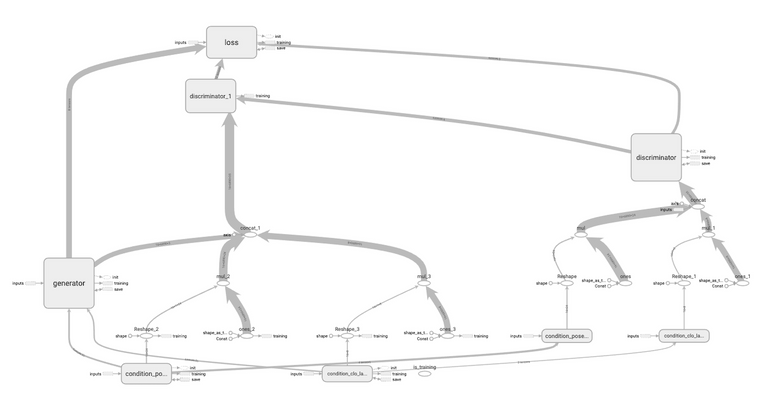 loss
inputs
init
training
save
discriminator_1
training
discriminator
init
training
save
concat
axis
inputs
concat_1
axis
mul
mul_1
generator
inputs
init
training
save
mul_2
mul_3
Reshape
shape
shape_as_t...
Const
ones
Reshape_1
shape
shape_as_t...
Const
ones_1
Reshape_2
shape
training
shape_as_t...
Const
ones_2
training
Reshape_3
shape
training
shape_as_t...
Const
ones_3
training
inputs
condition_pose...
inputs
condition_clo_la...
inputs
condition_po...
init
training
save
inputs
condition_clo_la...
init
training
save
is_training